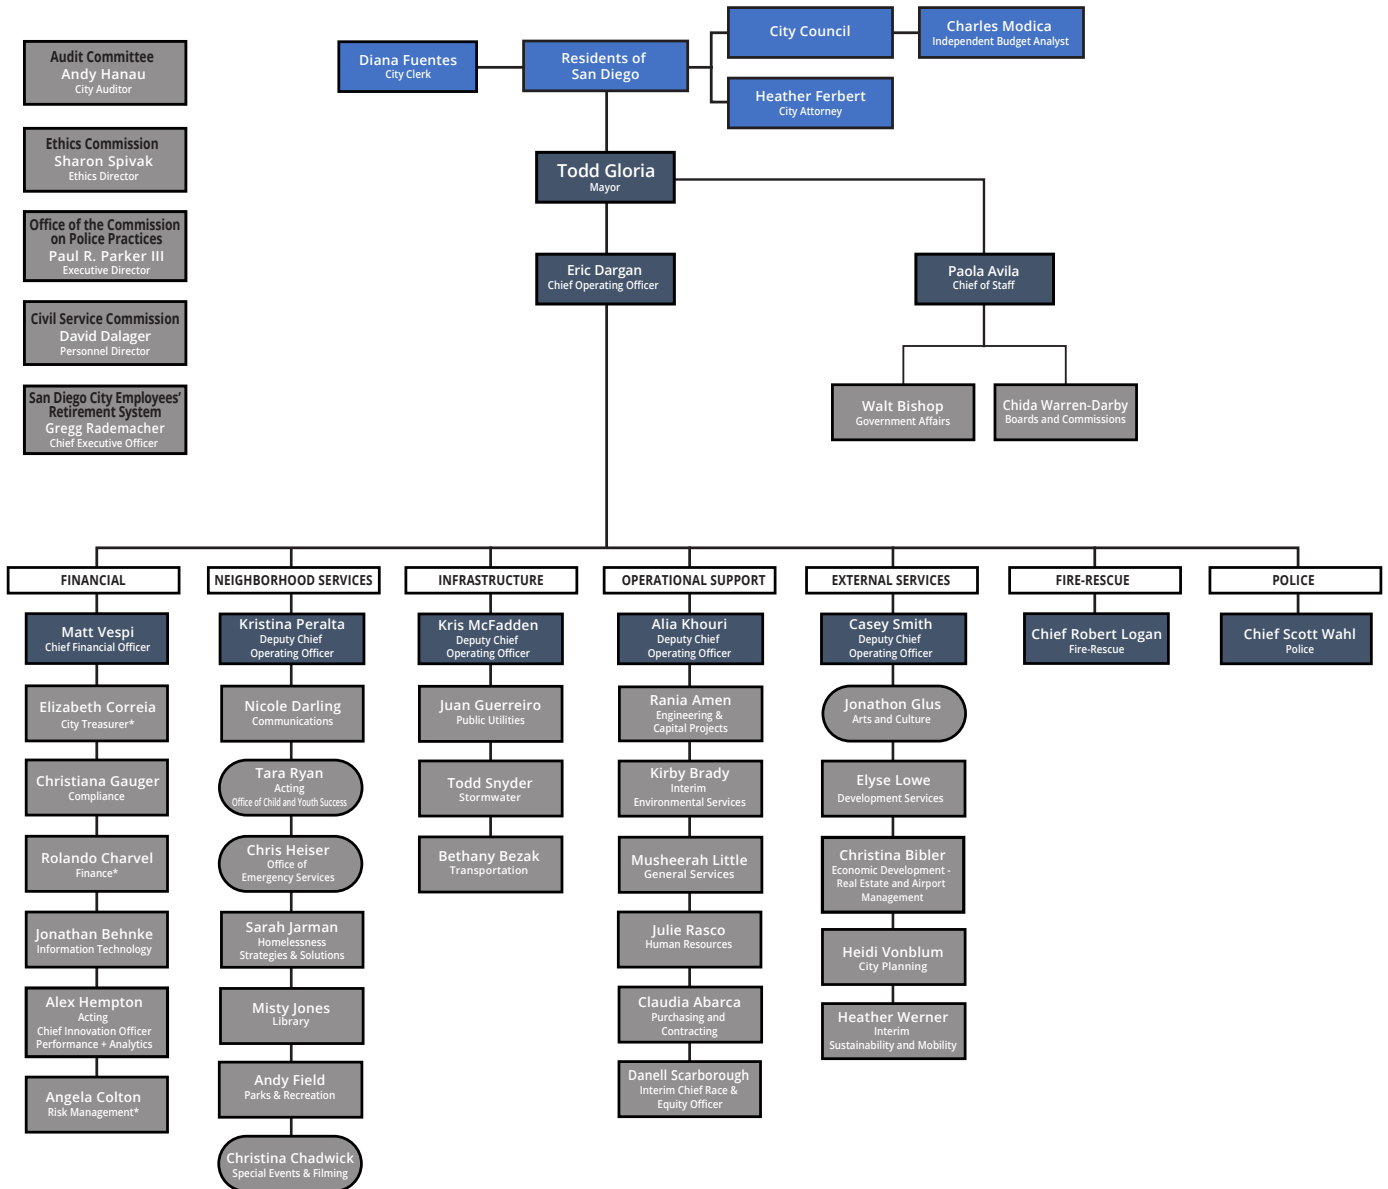 Audit Committee
Andy Hanau
City Auditor
Ethics Commission
Sharon Spivak
Ethics Director
Office of the Commission
on Police Practices
Paul R. Parker III
Executive Director
Civil Service Commission
David Dalager
Personnel Director
San Diego City Employees’
Retirement System
Gregg Rademacher
Chief Executive Officer
Diana Fuentes
City Clerk
Residents of
San Diego
City Council
Charles Modica
Independent Budget Analyst
Heather Ferbert
City Attorney
Todd Gloria
Mayor
Eric Dargan
Chief Operating Officer
Paola Avila
Chief of Staff
Walt Bishop
Government Affairs
Chida Warren-Darby
Boards and Commissions
FINANCIAL
Matt Vespi
Chief Financial Officer
Elizabeth Correia
City Treasurer*
Christiana Gauger
Compliance
Rolando Charvel
Finance*
Jonathan Behnke
Information Technology
Alex Hempton
Acting
Chief Innovation Officer
Performance + Analytics
Angela Colton
Risk Management*
NEIGHBORHOOD SERVICES
Kristina Peralta
Deputy Chief
Operating Officer
Nicole Darling
Communications
Tara Ryan
Acting
Office of Child and Youth Success
Chris Heiser
Office of
Emergency Services
Sarah Jarman
Homelessness
Strategies & Solutions
Misty Jones
Library
Andy Field
Parks & Recreation
Christina Chadwick
Special Events & Filming
INFRASTRUCTURE
Kris McFadden
Deputy Chief
Operating Officer
Juan Guerreiro
Public Utilities
Todd Snyder
Stormwater
Bethany Bezak
Transportation
OPERATIONAL SUPPORT
Alia Khouri
Deputy Chief
Operating Officer
Rania Amen
Engineering &
Capital Projects
Kirby Brady
Interim
Environmental Services
Musheerah Little
General Services
Julie Rasco
Human Resources
Claudia Abarca
Purchasing and
Contracting
Danell Scarborough
Interim Chief Race &
Equity Officer
EXTERNAL SERVICES
Casey Smith
Deputy Chief
Operating Officer
Jonathon Glus
Arts and Culture
Elyse Lowe
Development Services
Christina Bibler
Economic Development -
Real Estate and Airport
Management
Heidi Vonblum
City Planning
Heather Werner
Interim
Sustainability and Mobility
FIRE-RESCUE
Chief Robert Logan
Fire-Rescue
POLICE
Chief Scott Wahl
Police